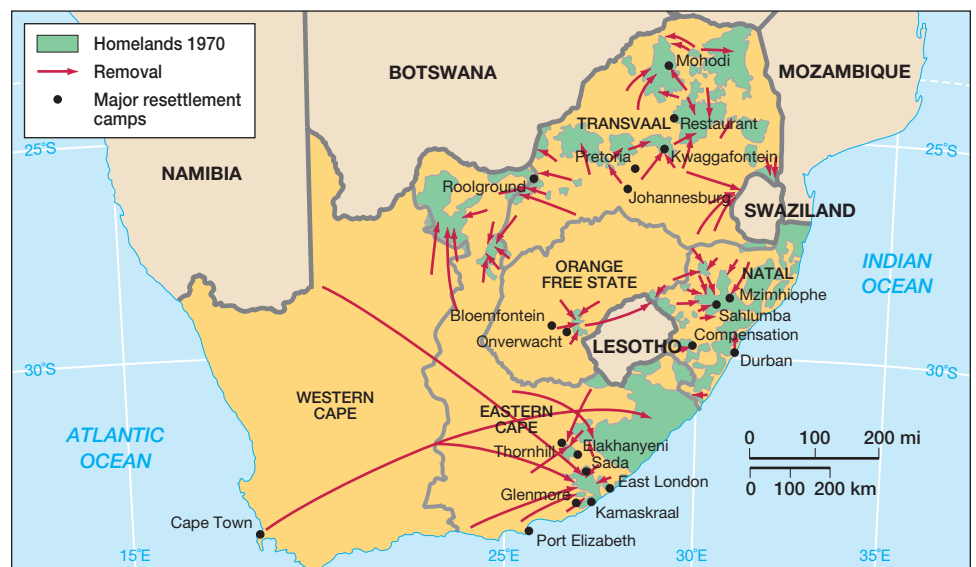 Homelands 1970
Removal
Major resettlement
camps
BOTSWANA
MOZAMBIQUE
NAMIBIA
25°S
25°S
Mohodi
TRANSVAAL
Restaurant
Pretoria
Kwaggafontein
Roolground
Johannesburg
SWAZILAND
INDIAN
OCEAN
ORANGE
FREE STATE
NATAL
Mzimhiophe
Bloemfontein
Sahlumba
Onverwacht
Compensation
LESOTHO
Durban
30°S
30°S
WESTERN
CAPE
EASTERN
CAPE
ATLANTIC
OCEAN
Thornhill
Elakhanyeni
Sada
East London
Glenmore
Kamaskraal
Cape Town
Port Elizabeth
0 100 200 mi
0 100 200 km
15°E
25°E
30°E
35°E